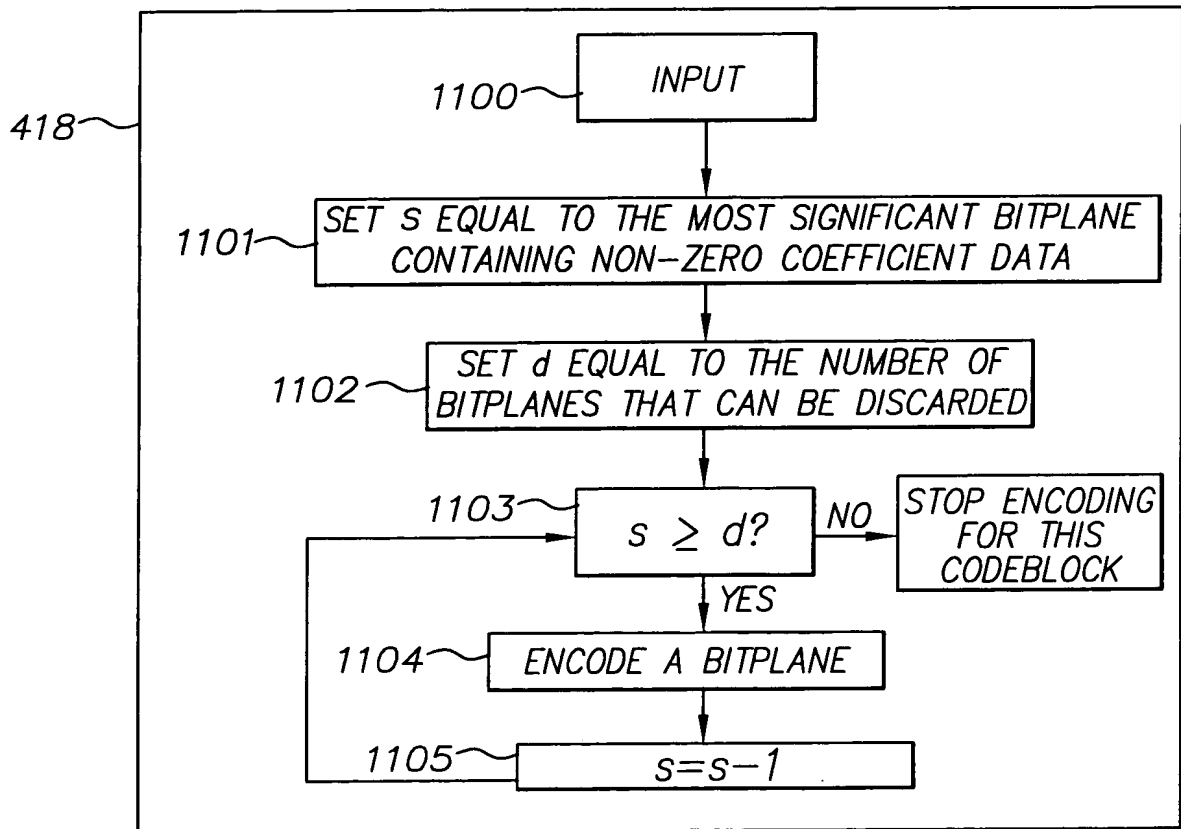 INPUT
1100
418
SET s EQUAL TO THE MOST SIGNIFICANT BITPLANE
CONTAINING NON-ZERO COEFFICIENT DATA
1101
SET d EQUAL TO THE NUMBER OF
BITPLANES THAT CAN BE DISCARDED
1102
1103
s ≥ d?
NO
STOP ENCODING
FOR THIS
CODEBLOCK
YES
1104
ENCODE A BITPLANE
1105
s=s-1